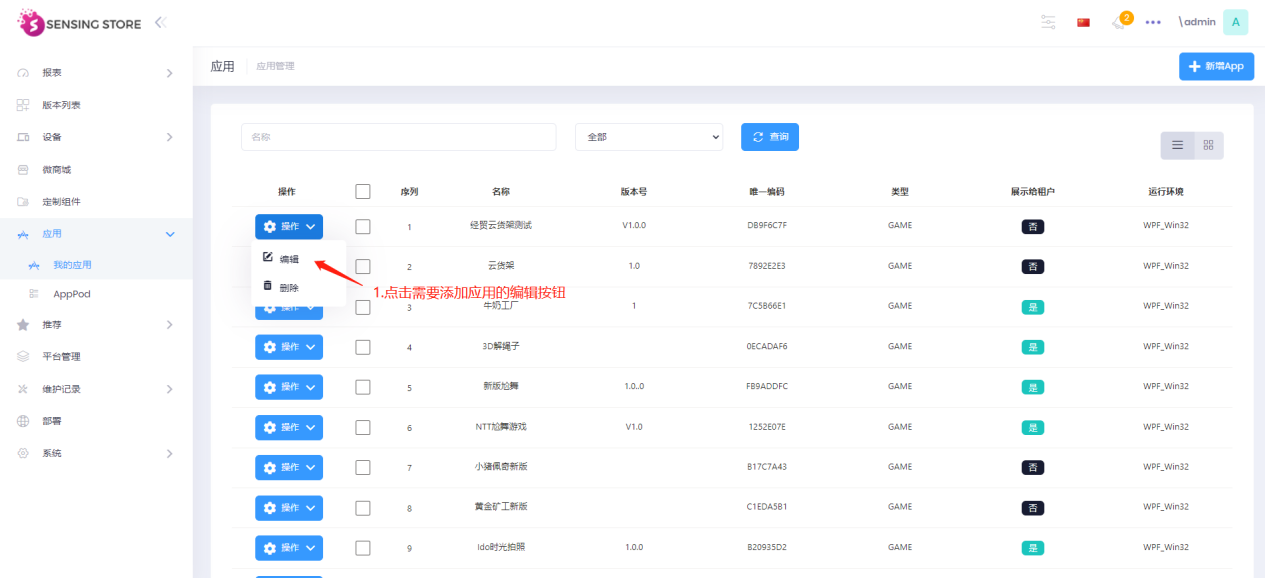 SENSING STORE
2
\admin
A
报表
版本列表
设备
微商城
定制组件
应用
我的应用
AppPod
推荐
平台管理
维护记录
部署
系统
应用 应用管理
新增App
名称
全部
查询
操作 序列 名称 版本号 唯一编码 类型 展示给租户 运行环境
操作 1 经贸云货架测试 V1.0.0 DB9F6C7F GAME 否 WPF_Win32
编辑
删除
1.点击需要添加应用的编辑按钮
2 云货架 1.0 7892E2E3 GAME 否 WPF_Win32
操作 3 牛奶工厂 1 7C5B66E1 GAME 是 WPF_Win32
操作 4 3D解绳子 0ECADAF6 GAME 是 WPF_Win32
操作 5 新版尬舞 1.0..0 FB9ADDFC GAME 是 WPF_Win32
操作 6 NTT尬舞游戏 V1.0 1252E07E GAME 是 WPF_Win32
操作 7 小猪佩奇新版 B17C7A43 GAME 否 WPF_Win32
操作 8 黄金矿工新版 C1EDA5B1 GAME 否 WPF_Win32
操作 9 Ido时光拍照 1.0.0 B20935D2 GAME 是 WPF_Win32